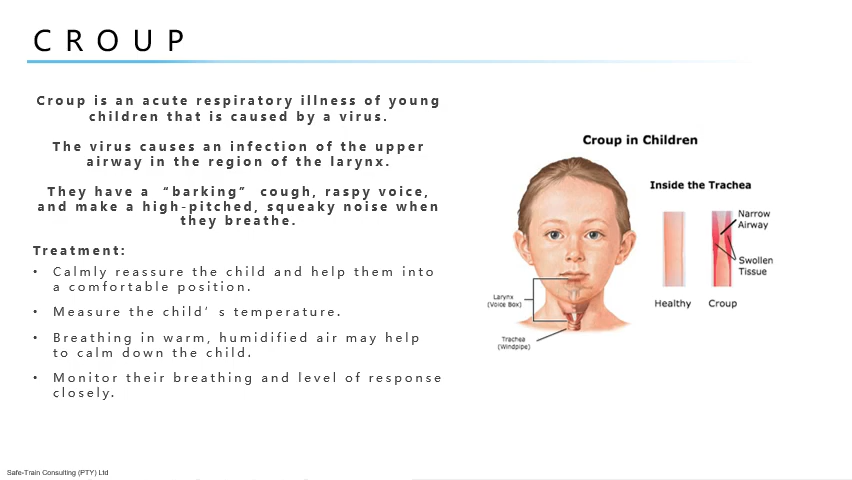 CROUP
Croup is an acute respiratory illness of young
children that is caused by a virus.
The virus causes an infection of the upper
airway in the region of the larynx.
They have a “barking” cough, raspy voice,
and make a high-pitched, squeaky noise when
they breathe.
Treatment:
• Calmly reassure the child and help them into
a comfortable position.
• Measure the child’s temperature.
• Breathing in warm, humidified air may help
to calm down the child.
• Monitor their breathing and level of response
closely.
Croup in Children
Inside the Trachea
Narrow
Airway
Swollen
Tissue
Healthy
Croup
Larynx
(Voice Box)
Trachea
(Windpipe)
Safe-Train Consulting (PTY) Ltd